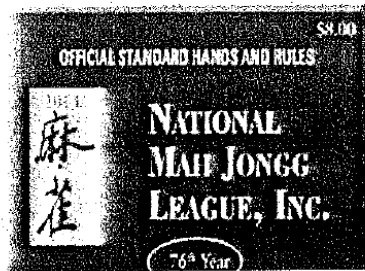 $8.00
OFFICIAL STANDARD HANDS AND RULES
麻
雀
NATIONAL
MAH JONGG
LEAGUE, INC.
76th Year